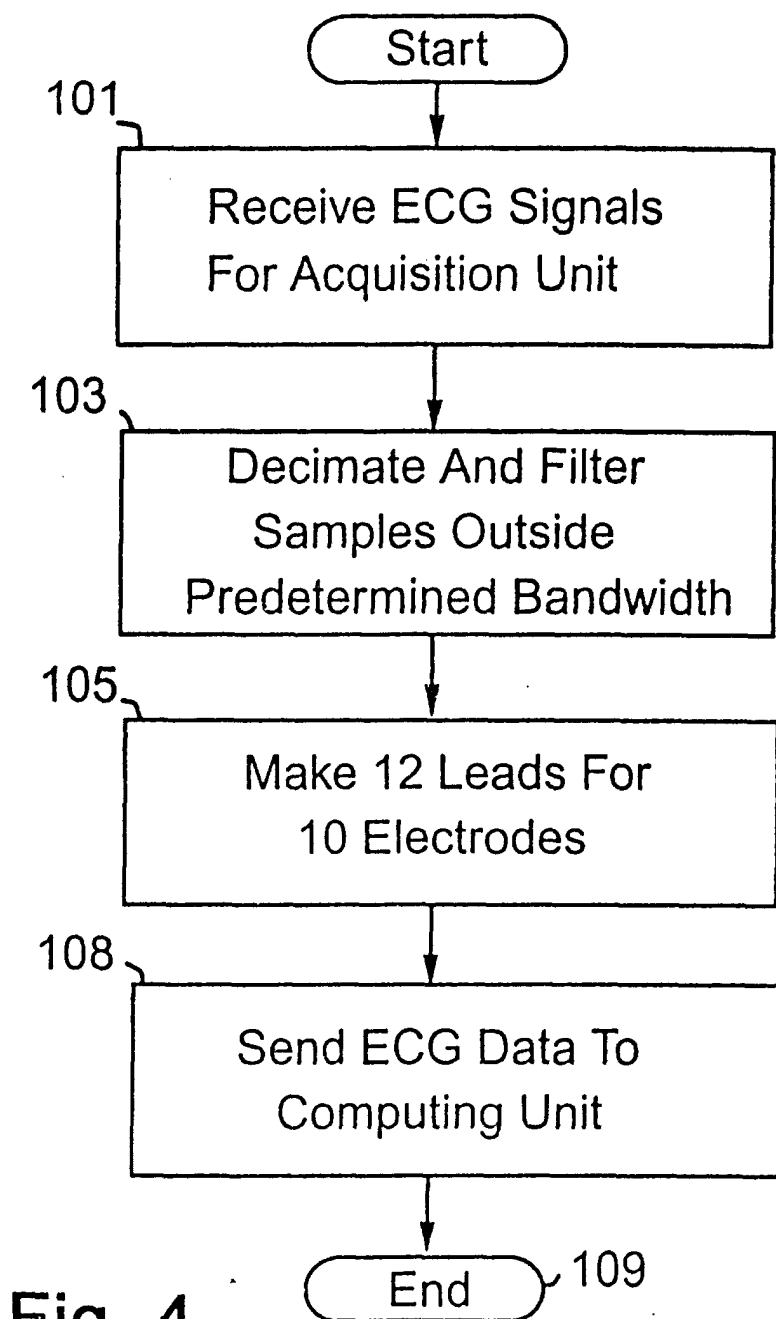 Start
101
Receive ECG Signals
For Acquisition Unit
103
Decimate And Filter
Samples Outside
Predetermined Bandwidth
105
Make 12 Leads For
10 Electrodes
108
Send ECG Data To
Computing Unit
End
109
Fig. 4